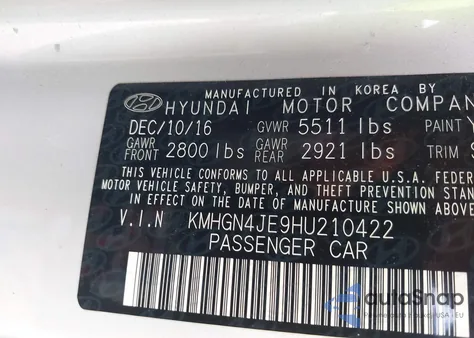 MANUFACTURED IN KOREA BY
HYUNDAI MOTOR COMPAN
DEC/10/16 GVWR 5511 lbs PAINT
GAWR FRONT 2800 lbs GAWR REAR 2921 lbs TRIM
THIS VEHICLE CONFORMS TO ALL APPLICABLE U.S.A. FEDER
MOTOR VEHICLE SAFETY, BUMPER, AND THEFT PREVENTION STAND
IN EFFECT ON THE DATE OF MANUFACTURE SHOWN ABOVE.
V.I.N KMHGN4JE9HU210422
PASSENGER CAR
autoSnap